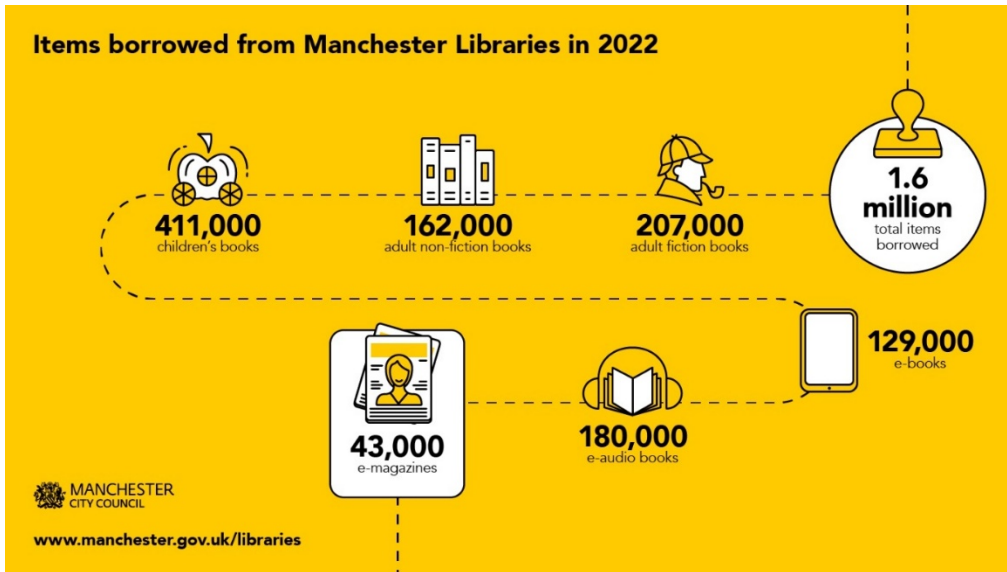 Items borrowed from Manchester Libraries in 2022
1.6
million
total items
borrowed
411,000
children's books
162,000
adult non-fiction books
207,000
adult fiction books
129,000
e-books
180,000
e-audio books
43,000
e-magazines
MANCHESTER
CITY COUNCIL
www.manchester.gov.uk/libraries